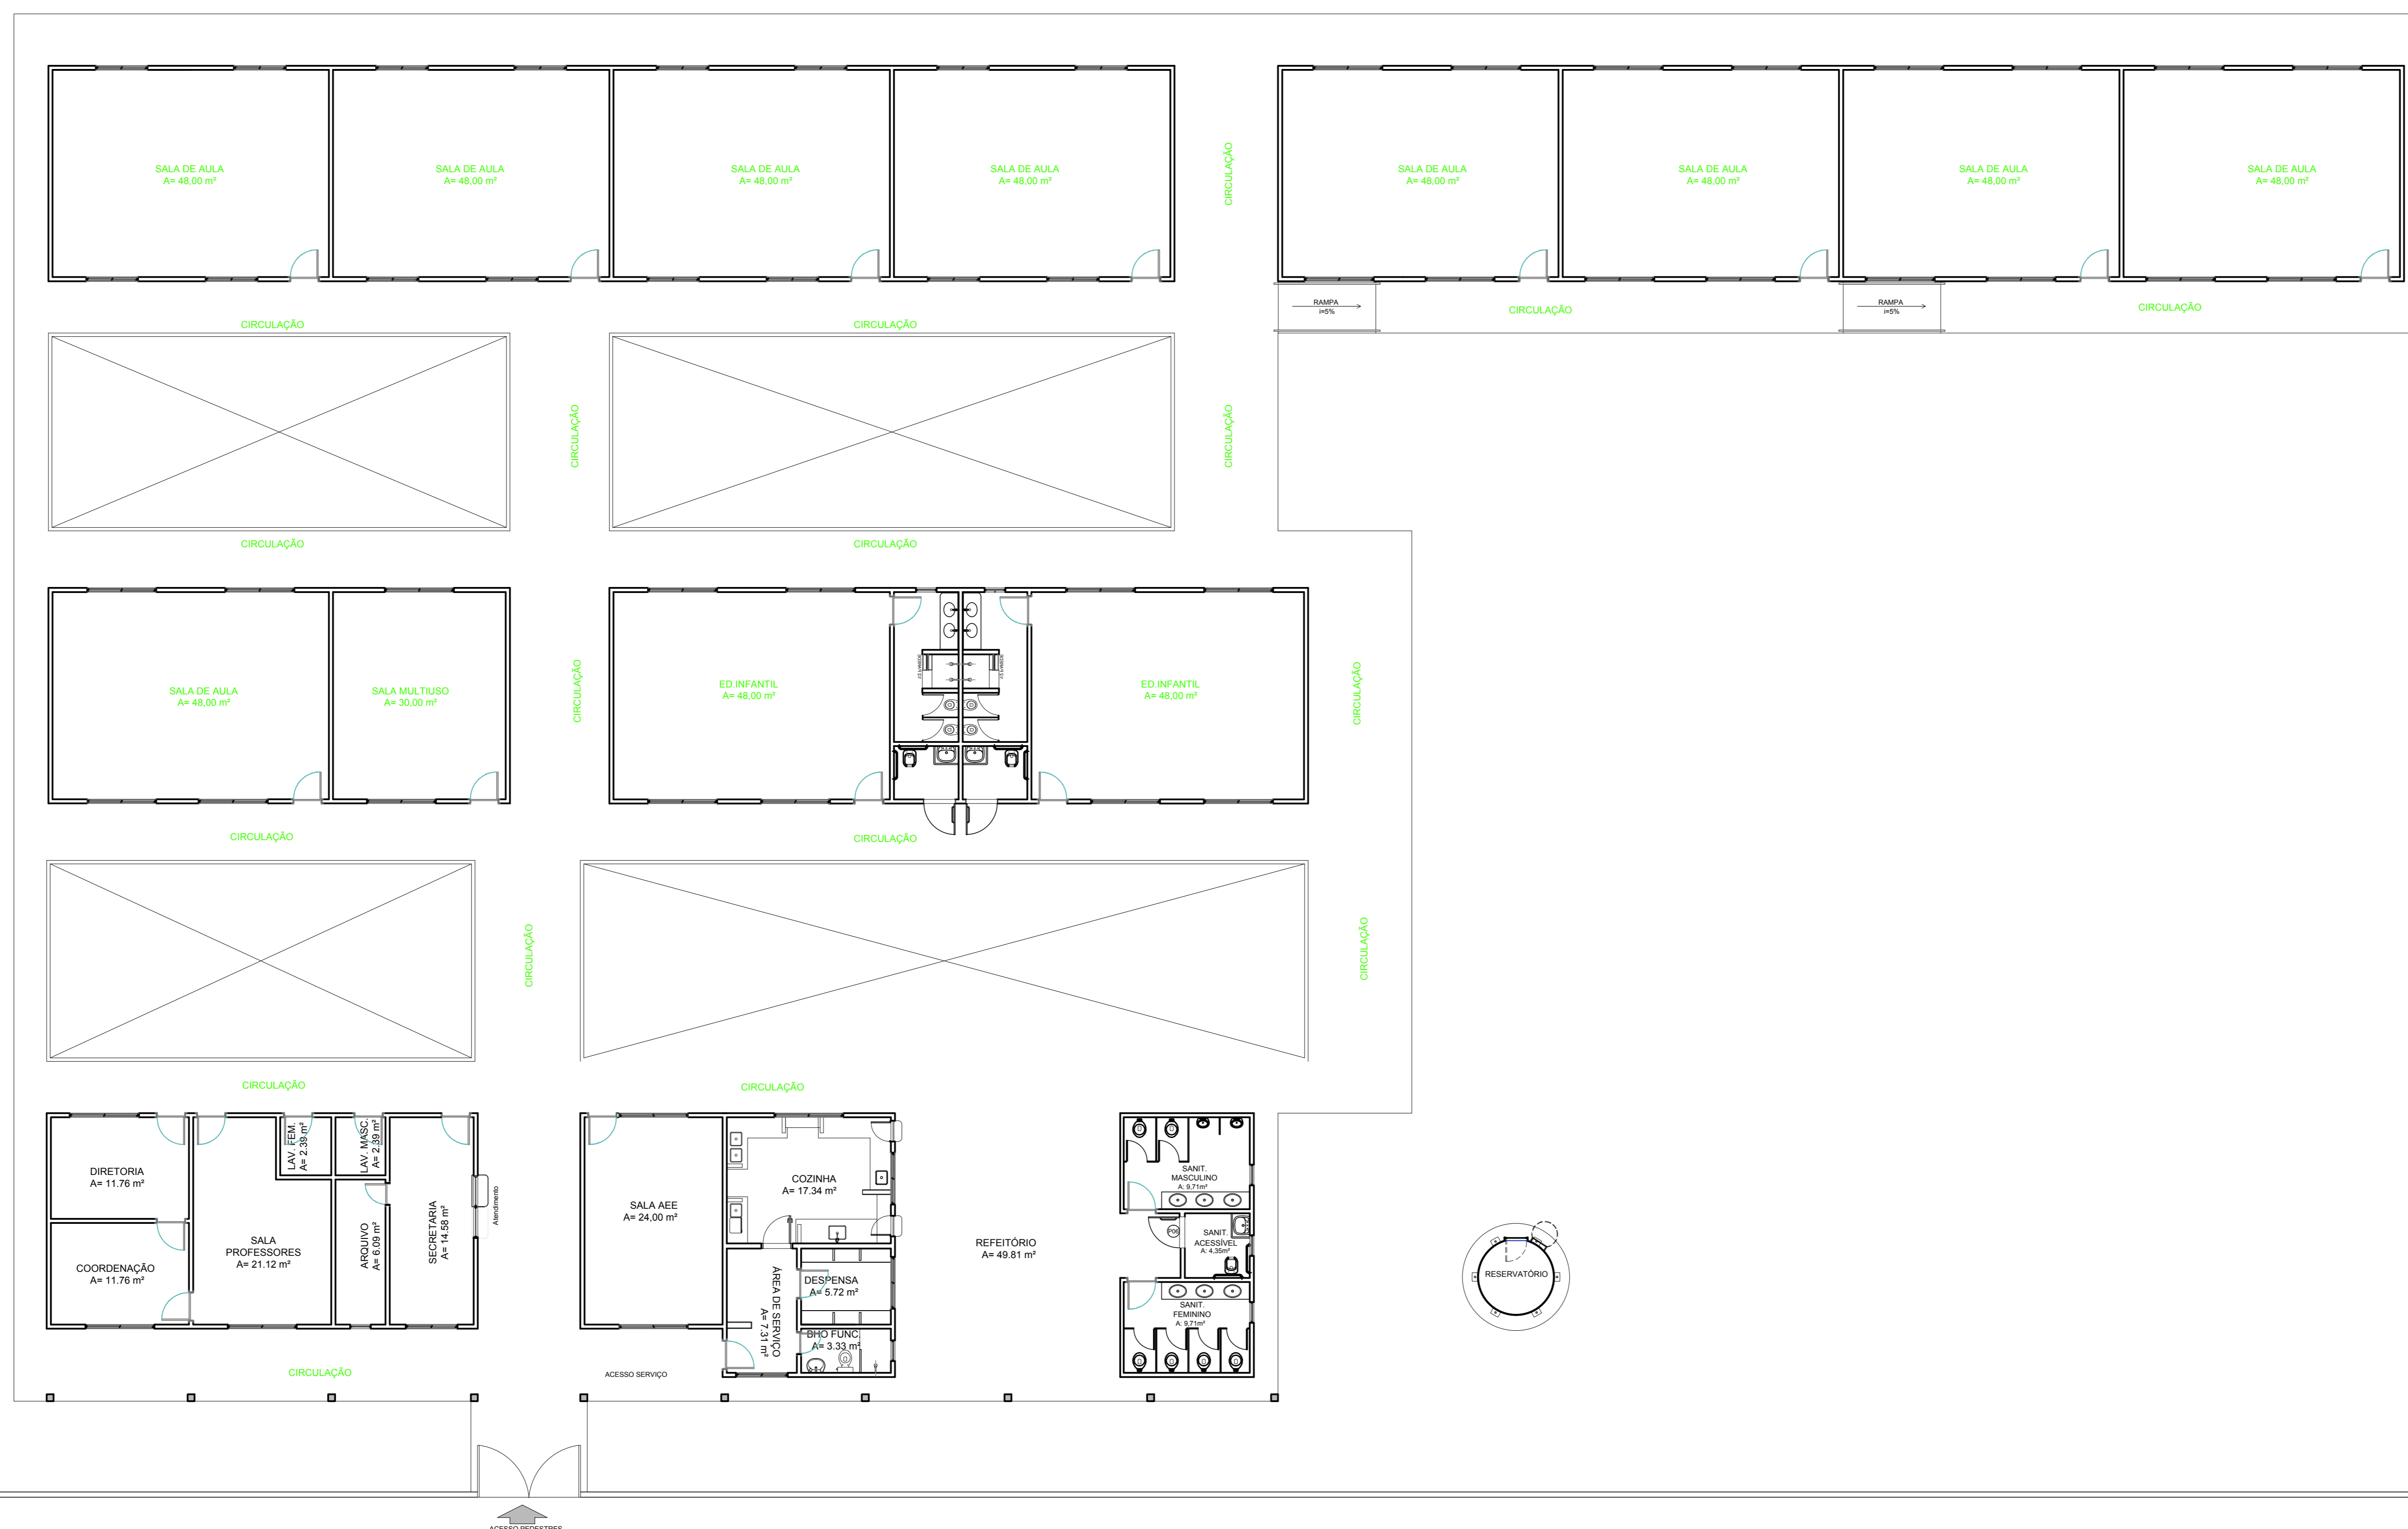 SALA DE AULA
A= 48,00 m²
SALA DE AULA
A= 48,00 m²
SALA DE AULA
A= 48,00 m²
SALA DE AULA
A= 48,00 m²
CIRCULAÇÃO
SALA DE AULA
A= 48,00 m²
SALA DE AULA
A= 48,00 m²
SALA DE AULA
A= 48,00 m²
SALA DE AULA
A= 48,00 m²
RAMPA
i=5%
CIRCULAÇÃO
RAMPA
i=5%
CIRCULAÇÃO
CIRCULAÇÃO
CIRCULAÇÃO
CIRCULAÇÃO
CIRCULAÇÃO
CIRCULAÇÃO
CIRCULAÇÃO
SALA DE AULA
A= 48,00 m²
SALA MULTIUSO
A= 30,00 m²
CIRCULAÇÃO
ED.INFANTIL
A= 48,00 m²
ED.INFANTIL
A= 48,00 m²
CIRCULAÇÃO
CIRCULAÇÃO
CIRCULAÇÃO
CIRCULAÇÃO
CIRCULAÇÃO
CIRCULAÇÃO
CIRCULAÇÃO
DIRETORIA
A= 11.76 m²
COORDENAÇÃO
A= 11.76 m²
SALA
PROFESSORES
A= 21.12 m²
LAV. FEM.
A= 2.39 m²
LAV. MASC.
A= 2.39 m²
ARQUIVO
A= 6.09 m²
SECRETARIA
A= 14.58 m²
Atendimento
SALA AEE
A= 24,00 m²
COZINHA
A= 17.34 m²
ÁREA DE SERVIÇO
A= 7.31 m²
DESPENSA
A= 5.72 m²
BHO FUNC.
A= 3.33 m²
REFEITÓRIO
A= 49.81 m²
SANIT.
MASCULINO
A: 9,71m²
P06
SANIT.
ACESSÍVEL
A: 4,35m²
SANIT.
FEMININO
A: 9,71m²
RESERVATÓRIO
CIRCULAÇÃO
ACESSO SERVIÇO
ACESSO PEDESTRES